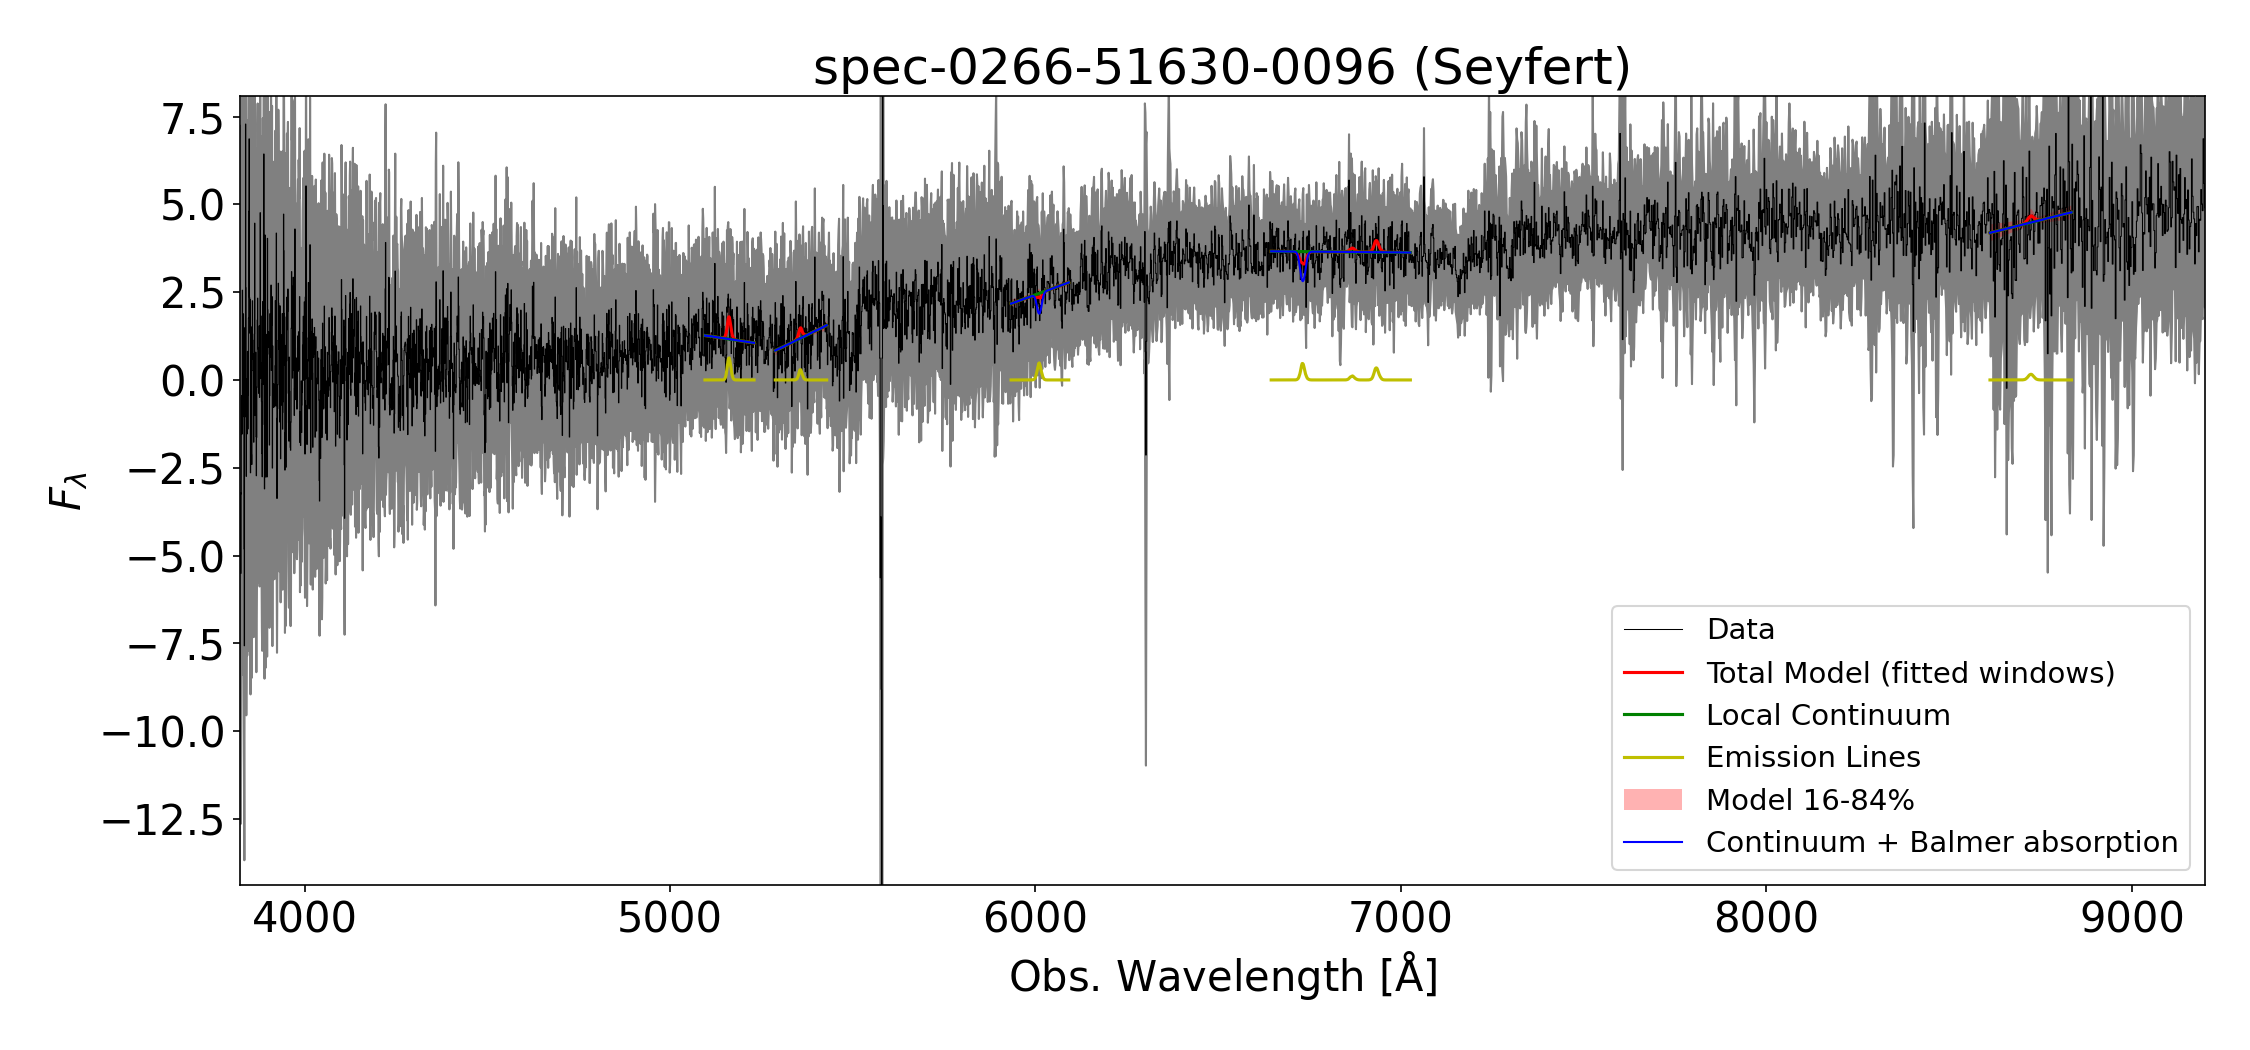 spec-0266-51630-0096 (Seyfert)
7.5
5.0
2.5
0.0
−2.5
−5.0
−7.5
−10.0
−12.5
F_λ
4000 5000 6000 7000 8000 9000
Obs. Wavelength [Å]
Data
Total Model (fitted windows)
Local Continuum
Emission Lines
Model 16-84%
Continuum + Balmer absorption